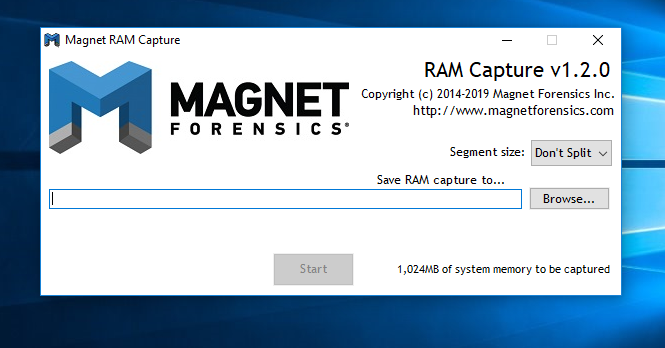 Magnet RAM Capture
MAGNET
FORENSICS®
RAM Capture v1.2.0
Copyright (c) 2014-2019 Magnet Forensics Inc.
http://www.magnetforensics.com
Segment size: Don't Split
Save RAM capture to...
Browse...
Start
1,024MB of system memory to be captured